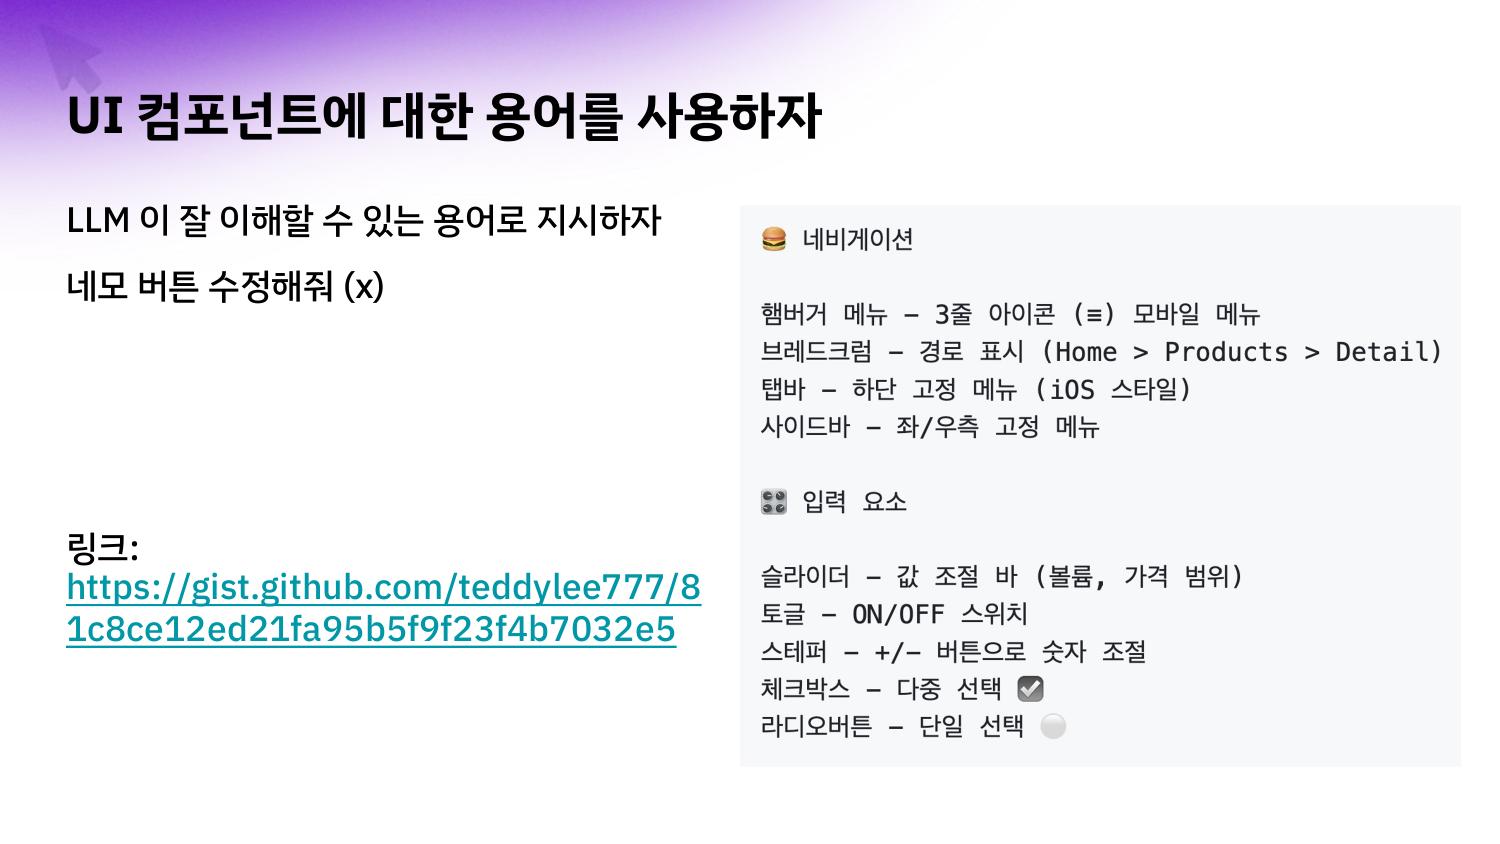 UI 컴포넌트에 대한 용어를 사용하자
LLM 이 잘 이해할 수 있는 용어로 지시하자
네모 버튼 수정해줘 (x)
링크:
https://gist.github.com/teddylee777/8
1c8ce12ed21fa95b5f9f23f4b7032e5
🍔 네비게이션
햄버거 메뉴 – 3줄 아이콘 (≡) 모바일 메뉴
브레드크럼 – 경로 표시 (Home > Products > Detail)
탭바 – 하단 고정 메뉴 (iOS 스타일)
사이드바 – 좌/우측 고정 메뉴
🎛️ 입력 요소
슬라이더 – 값 조절 바 (볼륨, 가격 범위)
토글 – ON/OFF 스위치
스테퍼 – +/– 버튼으로 숫자 조절
체크박스 – 다중 선택 ☑️
라디오버튼 – 단일 선택 ⚪